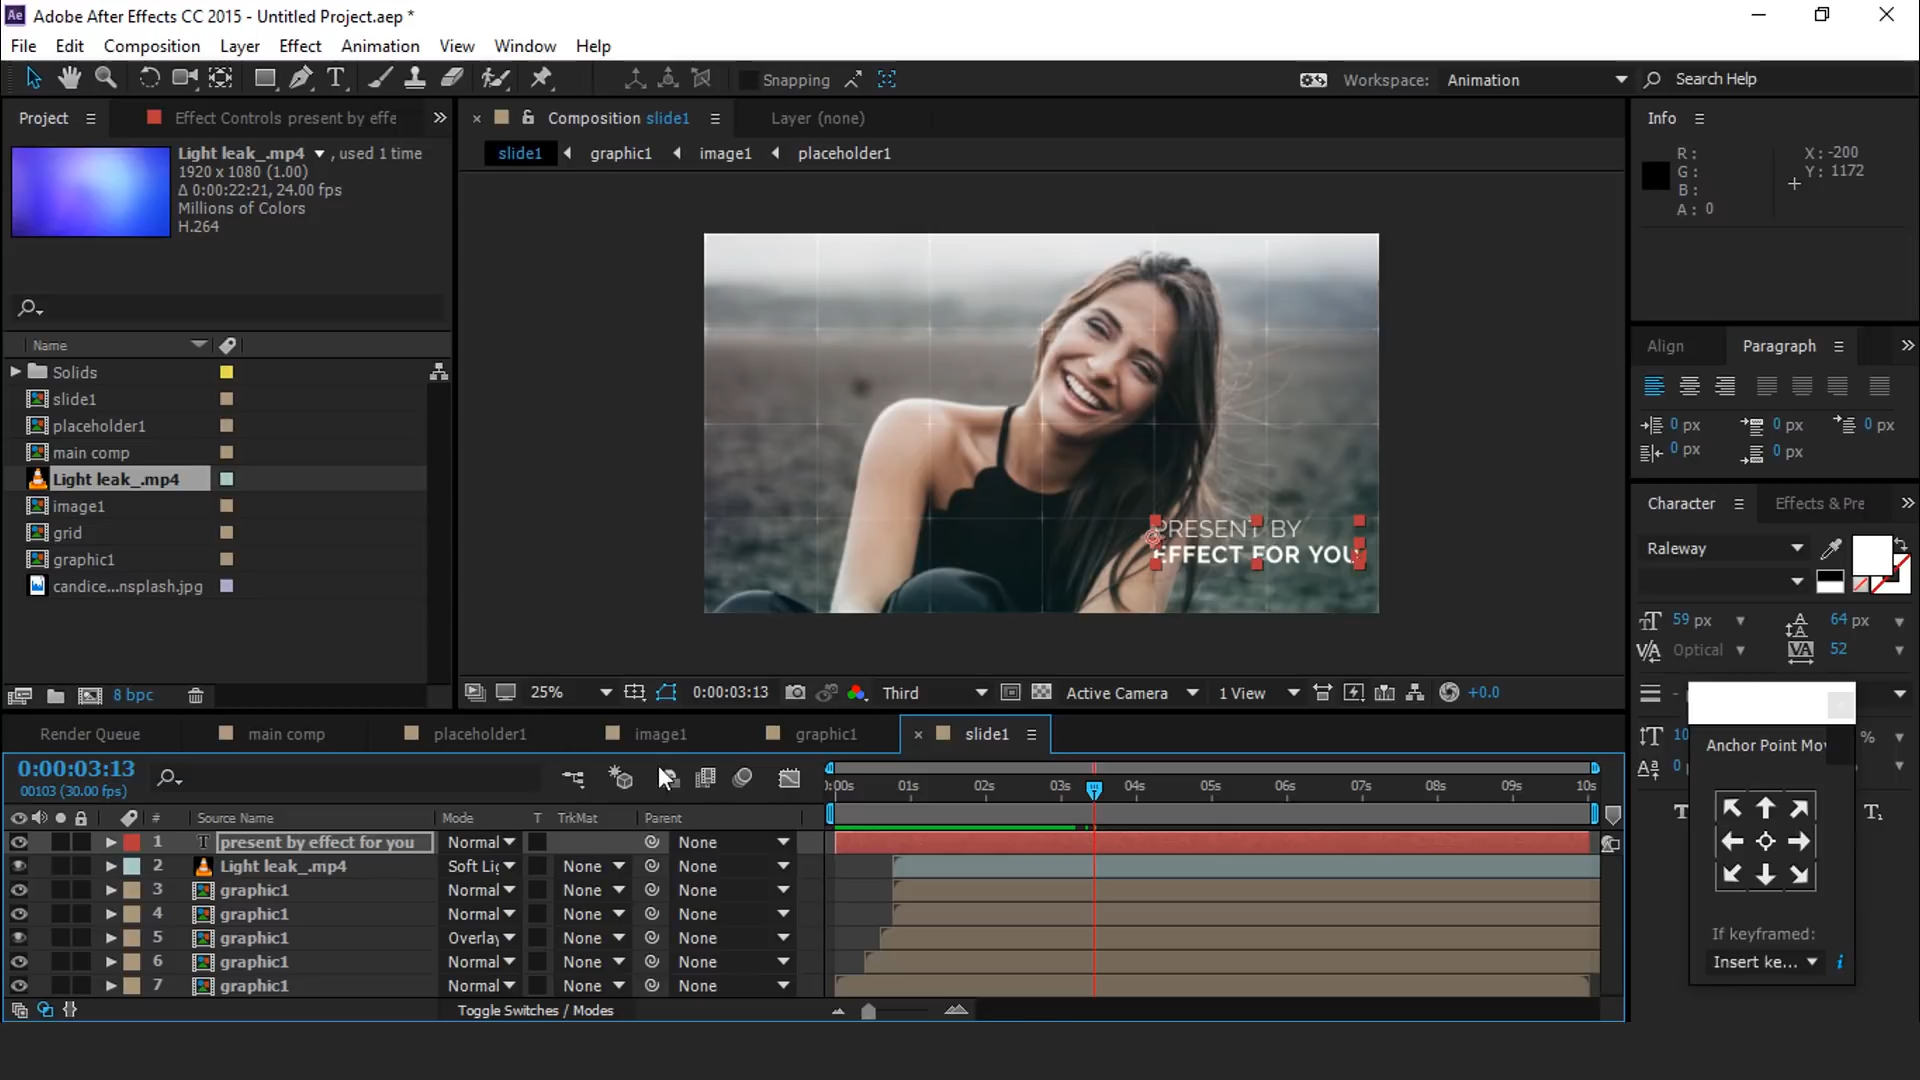 Ae Adobe After Effects CC 2015 - Untitled Project.aep *
File Edit Composition Layer Effect Animation View Window Help
Snapping
Workspace: Animation
Search Help
Project
Effect Controls present by effe
Light leak_.mp4 , used 1 time
1920 x 1080 (1.00)
Δ 0:00:22:21, 24.00 fps
Millions of Colors
H.264
Name
Solids
slide1
placeholder1
main comp
Light leak_.mp4
image1
grid
graphic1
candice...nsplash.jpg
8 bpc
Composition slide1
Layer (none)
slide1 graphic1 image1 placeholder1
PRESENT BY
EFFECT FOR YOU
25% 0:00:03:13 Third Active Camera 1 View +0.0
Info
R: X: -200
G: Y: 1172
B:
A: 0
Align Paragraph
0 px 0 px 0 px
0 px 0 px
Character Effects & Pre
Raleway
59 px 64 px
Optical 52
- 
10 %
0
Anchor Point Mov
If keyframed:
Insert ke...
Render Queue main comp placeholder1 image1 graphic1 slide1
0:00:03:13
00103 (30.00 fps)
:00s 01s 02s 03s 04s 05s 06s 07s 08s 09s 10s
# Source Name Mode T TrkMat Parent
1 present by effect for you Normal None
2 Light leak_.mp4 Soft Lig None None
3 graphic1 Normal None None
4 graphic1 Normal None None
5 graphic1 Overlay None None
6 graphic1 Normal None None
7 graphic1 Normal None None
Toggle Switches / Modes